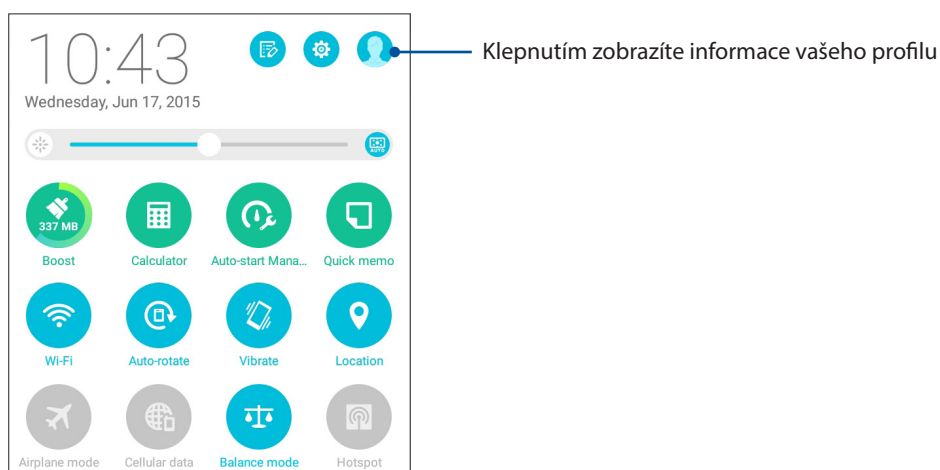 10:43
Wednesday, Jun 17, 2015
Klepnutím zobrazíte informace vašeho profilu
AUTO
337 MB
Boost Calculator Auto-start Mana... Quick memo
Wi-Fi Auto-rotate Vibrate Location
Airplane mode Cellular data Balance mode Hotspot